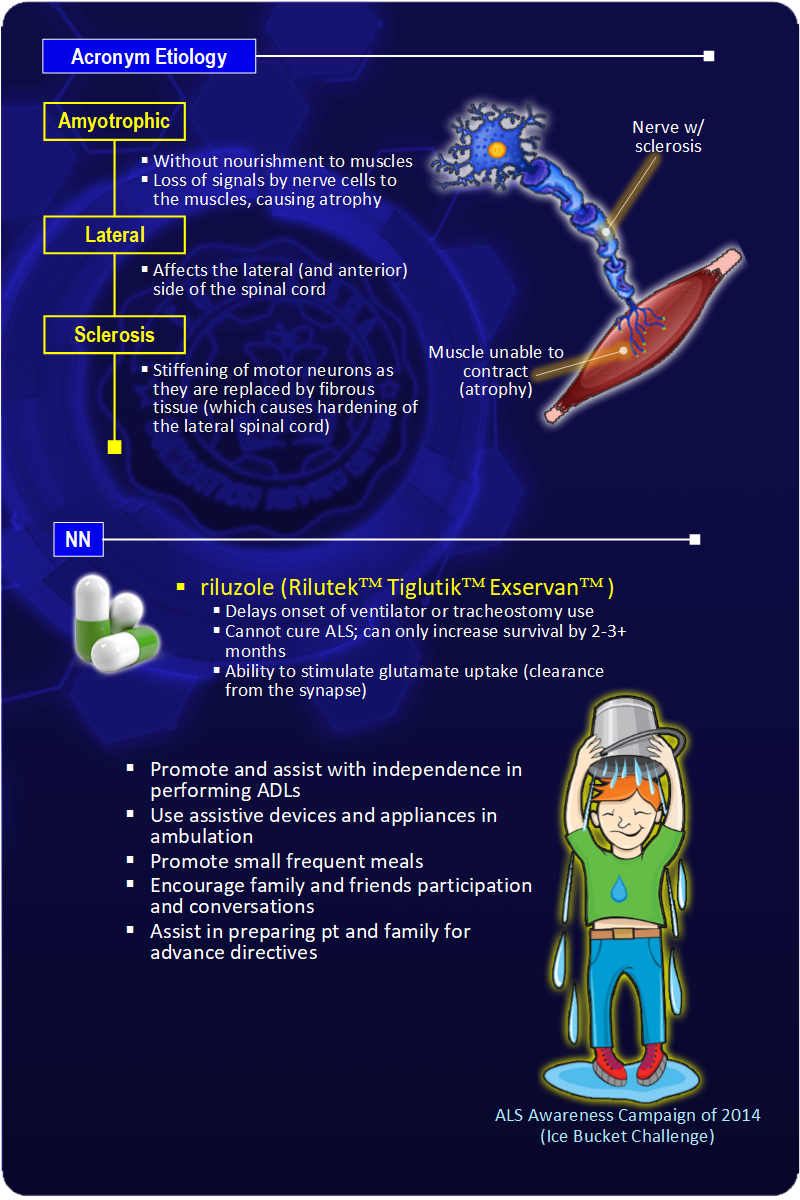 Acronym Etiology
Amyotrophic
▪ Without nourishment to muscles
▪ Loss of signals by nerve cells to
the muscles, causing atrophy
Lateral
▪ Affects the lateral (and anterior)
side of the spinal cord
Sclerosis
▪ Stiffening of motor neurons as
they are replaced by fibrous
tissue (which causes hardening of
the lateral spinal cord)
Nerve w/
sclerosis
Muscle unable to
contract
(atrophy)
NN
▪ riluzole (Rilutek™ Tiglutik™ Exservan™ )
▪ Delays onset of ventilator or tracheostomy use
▪ Cannot cure ALS; can only increase survival by 2-3+
months
▪ Ability to stimulate glutamate uptake (clearance
from the synapse)
▪ Promote and assist with independence in
performing ADLs
▪ Use assistive devices and appliances in
ambulation
▪ Promote small frequent meals
▪ Encourage family and friends participation
and conversations
▪ Assist in preparing pt and family for
advance directives
ALS Awareness Campaign of 2014
(Ice Bucket Challenge)